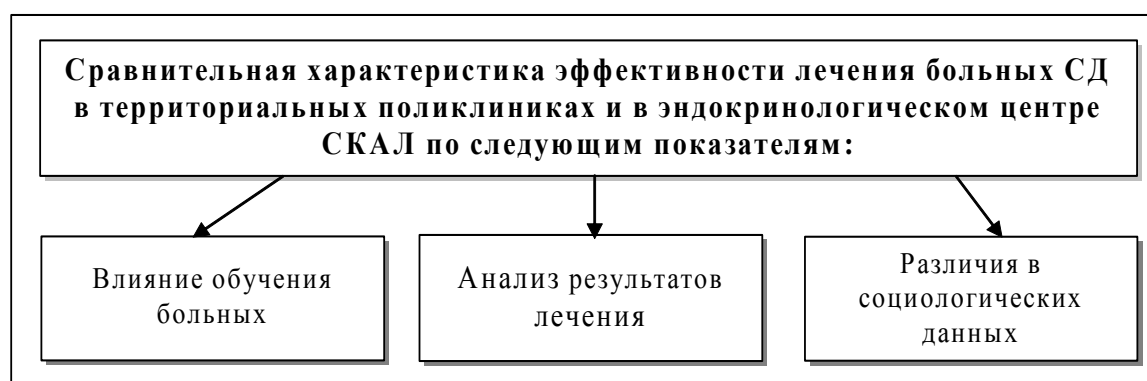 Сравнительная характеристика эффективности лечения больных СД
в территориальных поликлиниках и в эндокринологическом центре
СКАЛ по следующим показателям:
Влияние обучения
больных
Анализ результатов
лечения
Различия в
социологических
данных